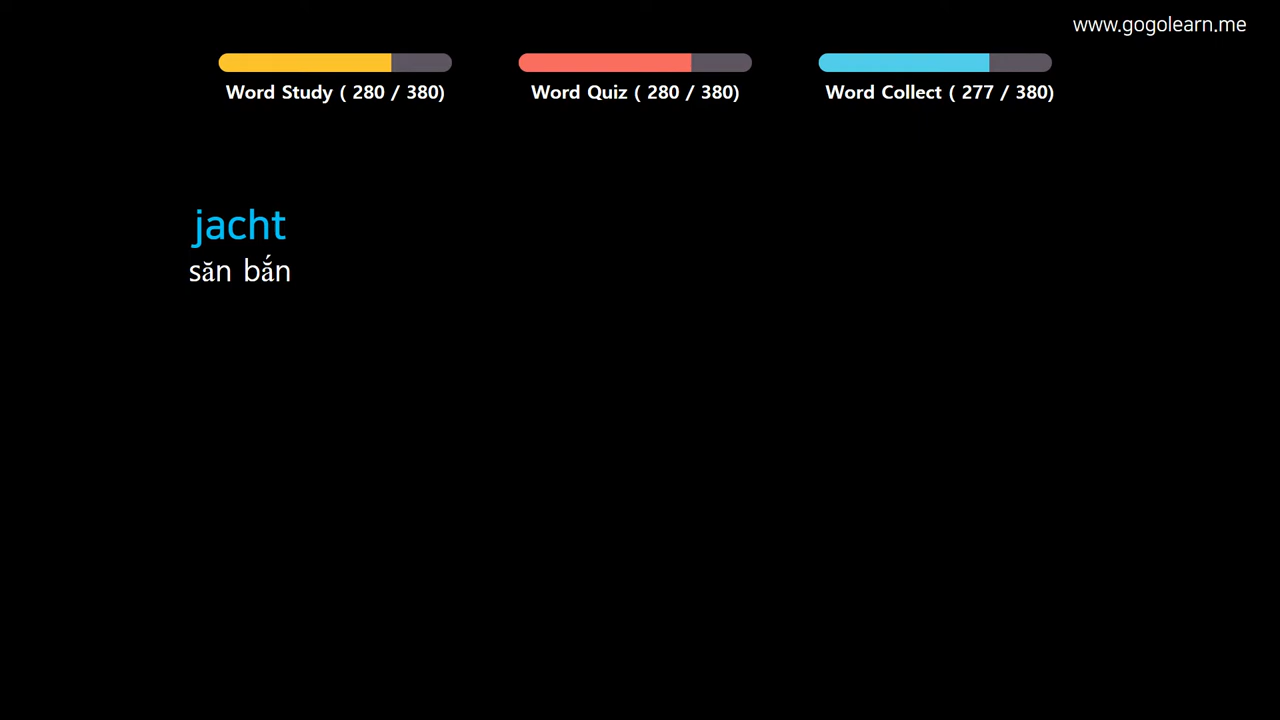 www.gogolearn.me
Word Study ( 280 / 380)
Word Quiz ( 280 / 380)
Word Collect ( 277 / 380)
jacht
săn bắn